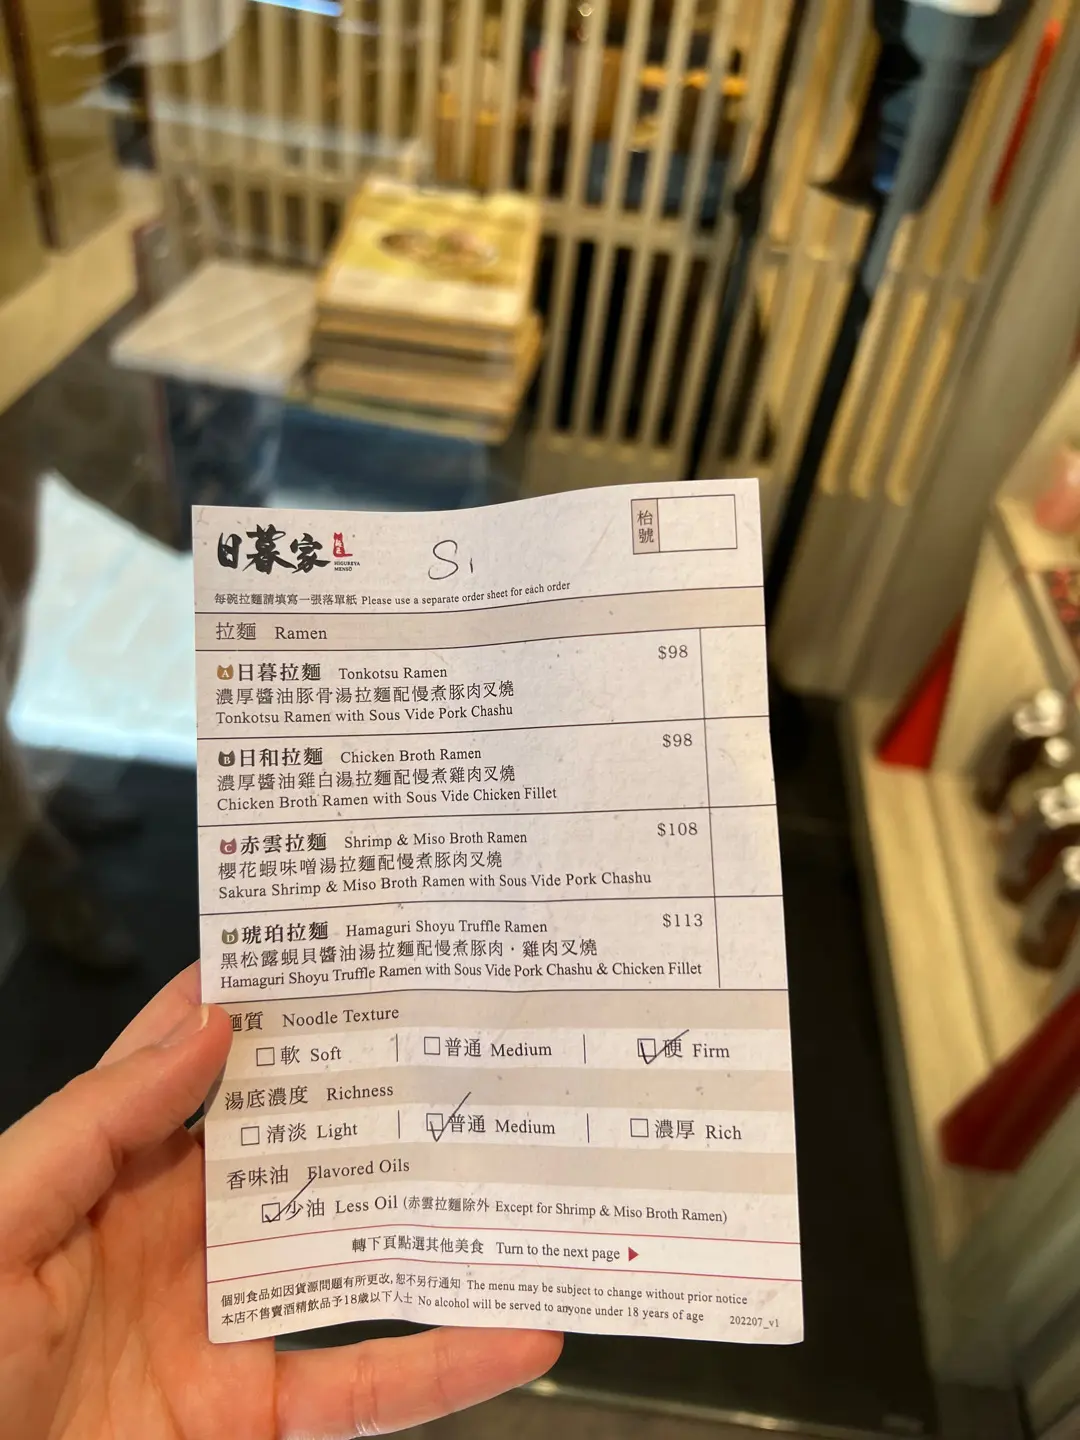 日暮家 麺匠 HIGUREYA MENSO
S1
枱號
每碗拉麵請填寫一張落單紙 Please use a separate order sheet for each order
拉麵 Ramen
A 日暮拉麵 Tonkotsu Ramen $98
濃厚醬油豚骨湯拉麵配慢煮豚肉叉燒
Tonkotsu Ramen with Sous Vide Pork Chashu
B 日和拉麵 Chicken Broth Ramen $98
濃厚醬油雞白湯拉麵配慢煮雞肉叉燒
Chicken Broth Ramen with Sous Vide Chicken Fillet
C 赤雲拉麵 Shrimp & Miso Broth Ramen $108
櫻花蝦味噌湯拉麵配慢煮豚肉叉燒
Sakura Shrimp & Miso Broth Ramen with Sous Vide Pork Chashu
D 琥珀拉麵 Hamaguri Shoyu Truffle Ramen $113
黑松露蜆貝醬油湯拉麵配慢煮豚肉・雞肉叉燒
Hamaguri Shoyu Truffle Ramen with Sous Vide Pork Chashu & Chicken Fillet
麵質 Noodle Texture
軟 Soft | 普通 Medium | 硬 Firm
湯底濃度 Richness
清淡 Light | 普通 Medium | 濃厚 Rich
香味油 Flavored Oils
少油 Less Oil (赤雲拉麵除外 Except for Shrimp & Miso Broth Ramen)
轉下頁點選其他美食 Turn to the next page
個別食品如因貨源問題有所更改,恕不另行通知 The menu may be subject to change without prior notice
本店不售賣酒精飲品予18歲以下人士 No alcohol will be served to anyone under 18 years of age 202207_v1